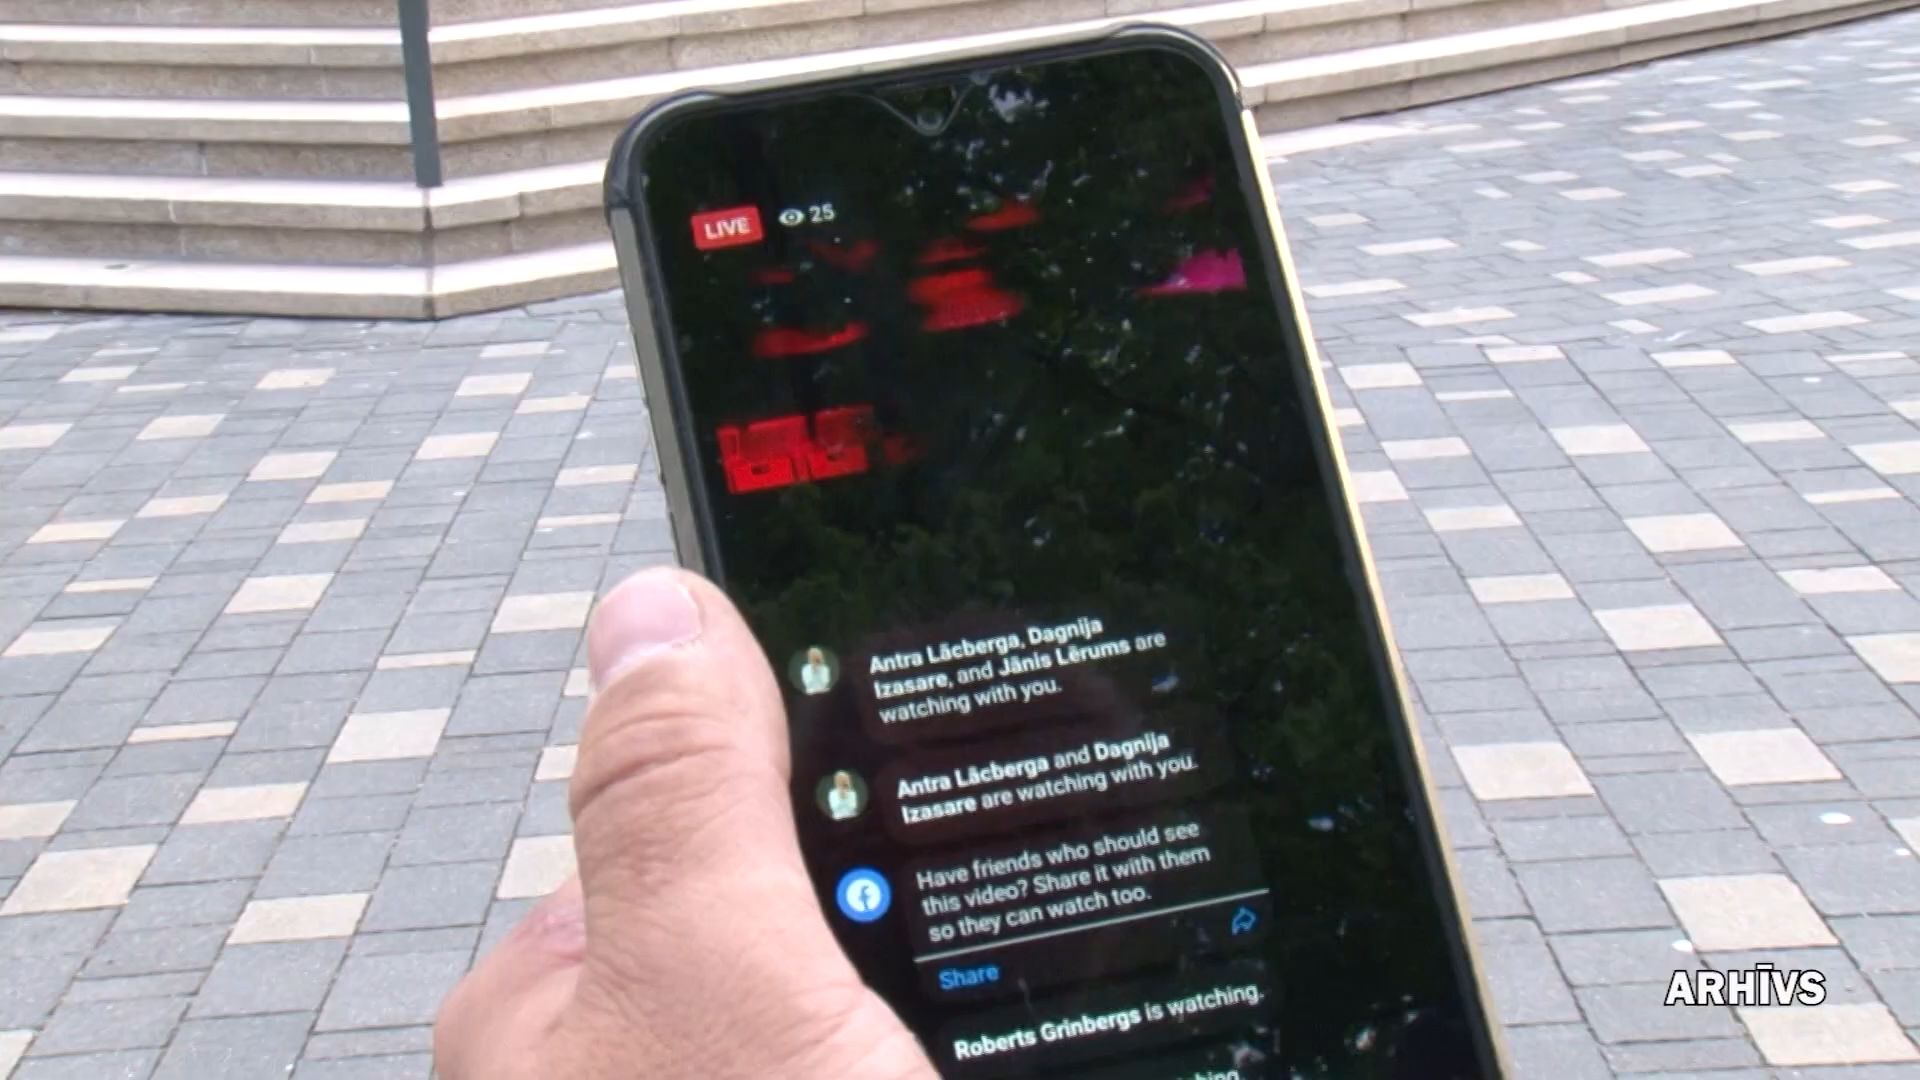 LIVE 25
Antra Lācberga, Dagnija
Izasare, and Jānis Lērums are
watching with you.
Antra Lācberga and Dagnija
Izasare are watching with you.
Have friends who should see
this video? Share it with them
so they can watch too.
Share
Roberts Grinbergs is watching.
ARHĪVS